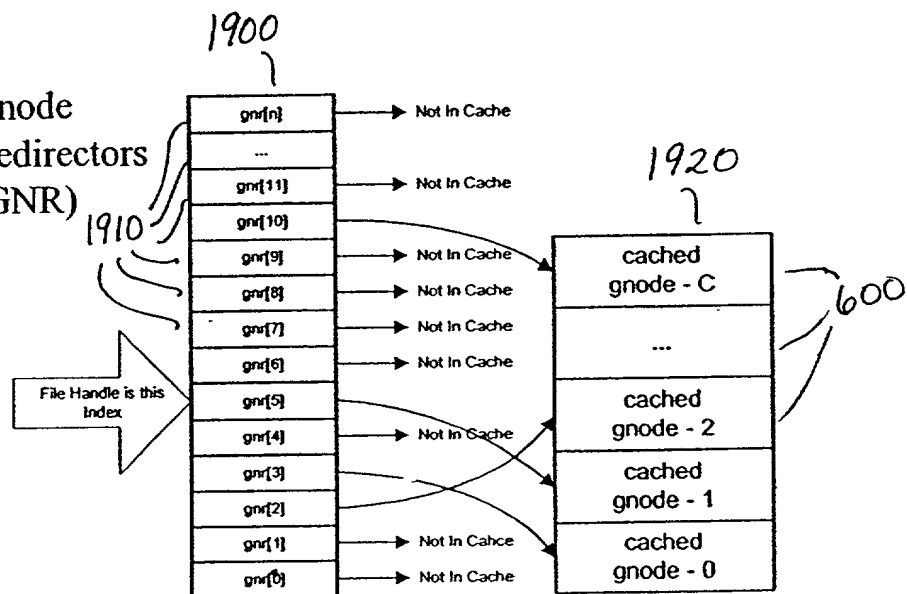 1900
node
edirectors
GNR)
1910
gnr[n]
...
gnr[11]
gnr[10]
gnr[9]
gnr[8]
gnr[7]
gnr[6]
gnr[5]
gnr[4]
gnr[3]
gnr[2]
gnr[1]
gnr[0]
Not In Cache
Not In Cache
Not In Cache
Not In Cache
Not In Cache
Not In Cache
Not In Cache
Not In Cahce
Not In Cache
File Handle is this
Index
1920
cached
gnode - C
...
cached
gnode - 2
cached
gnode - 1
cached
gnode - 0
600